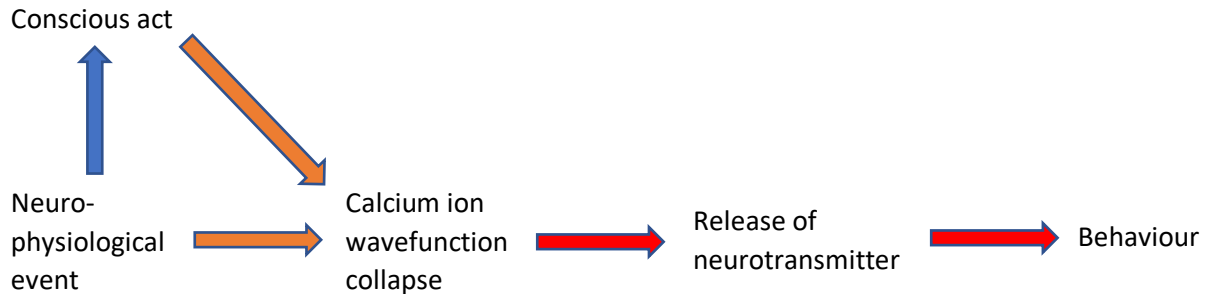 Conscious act
Neuro-
physiological
event
Calcium ion
wavefunction
collapse
Release of
neurotransmitter
Behaviour